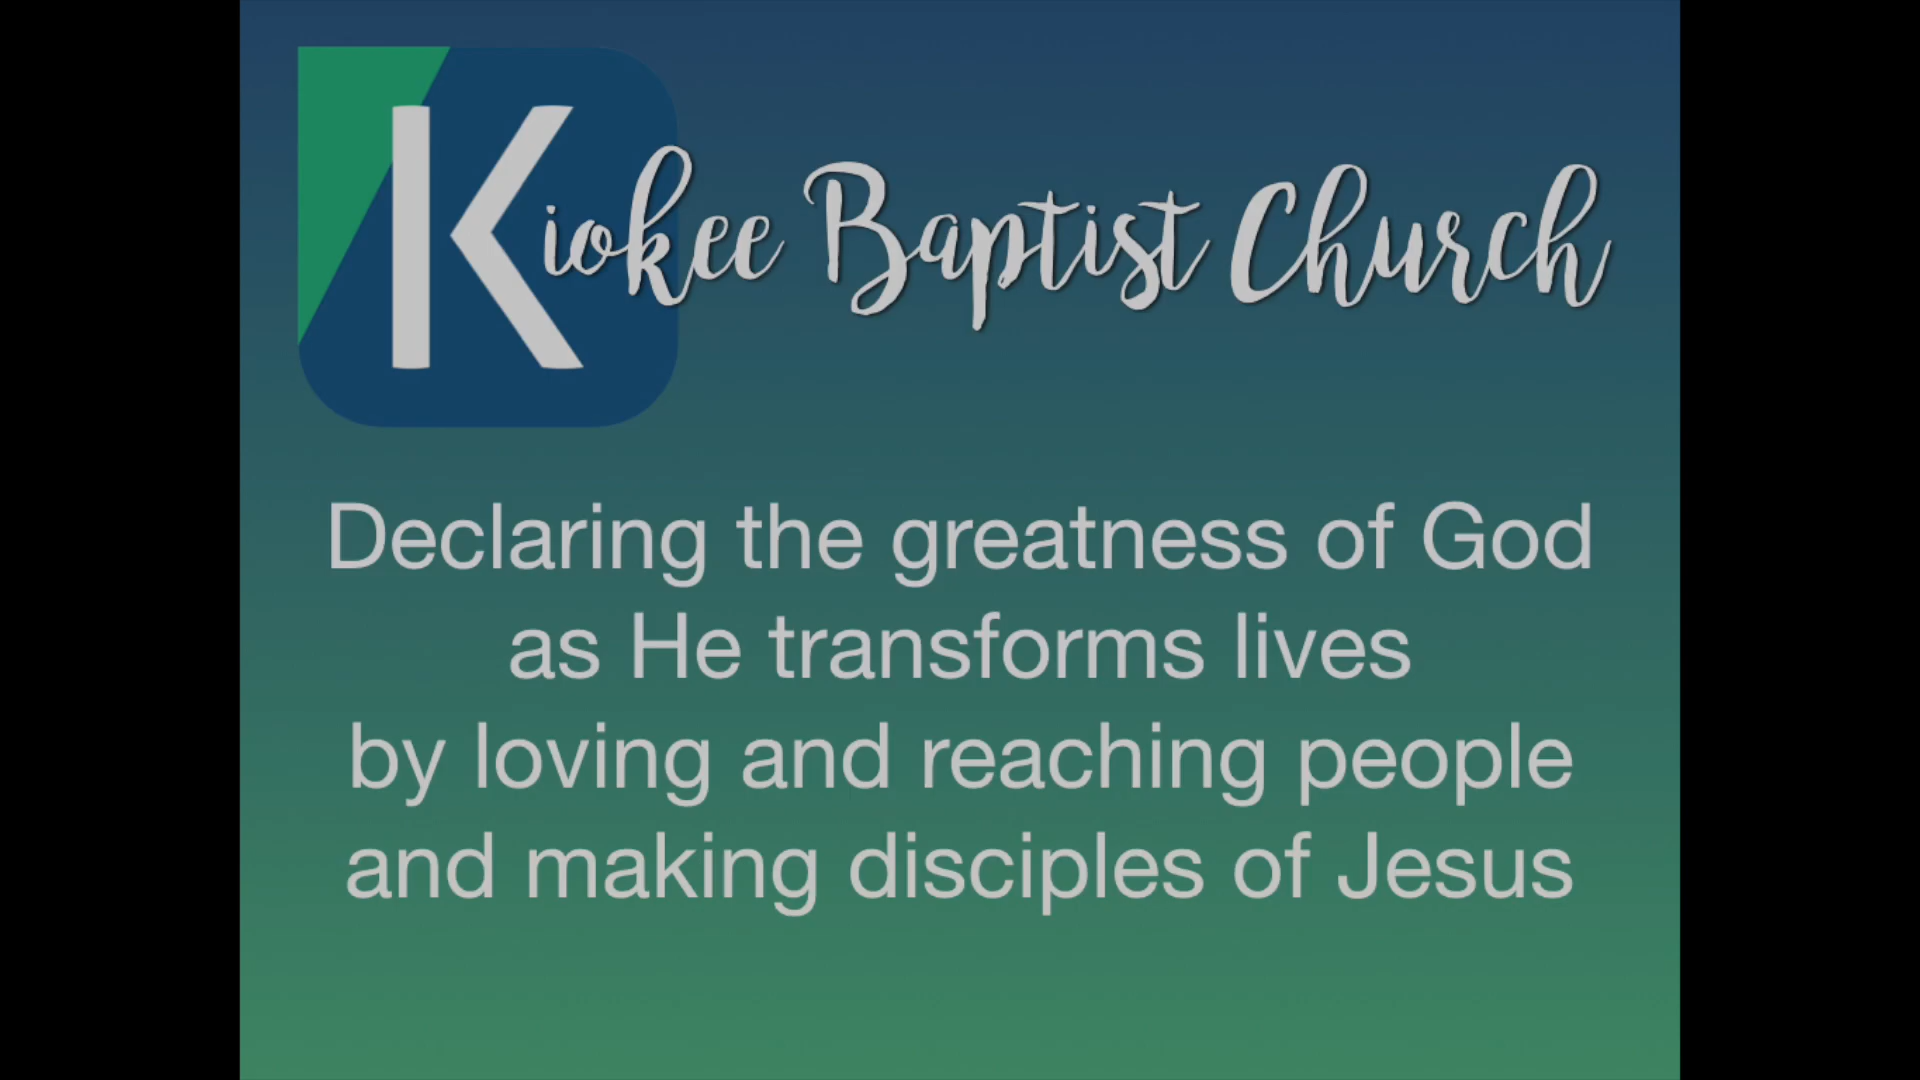 Kiokee Baptist Church
Declaring the greatness of God
as He transforms lives
by loving and reaching people
and making disciples of Jesus